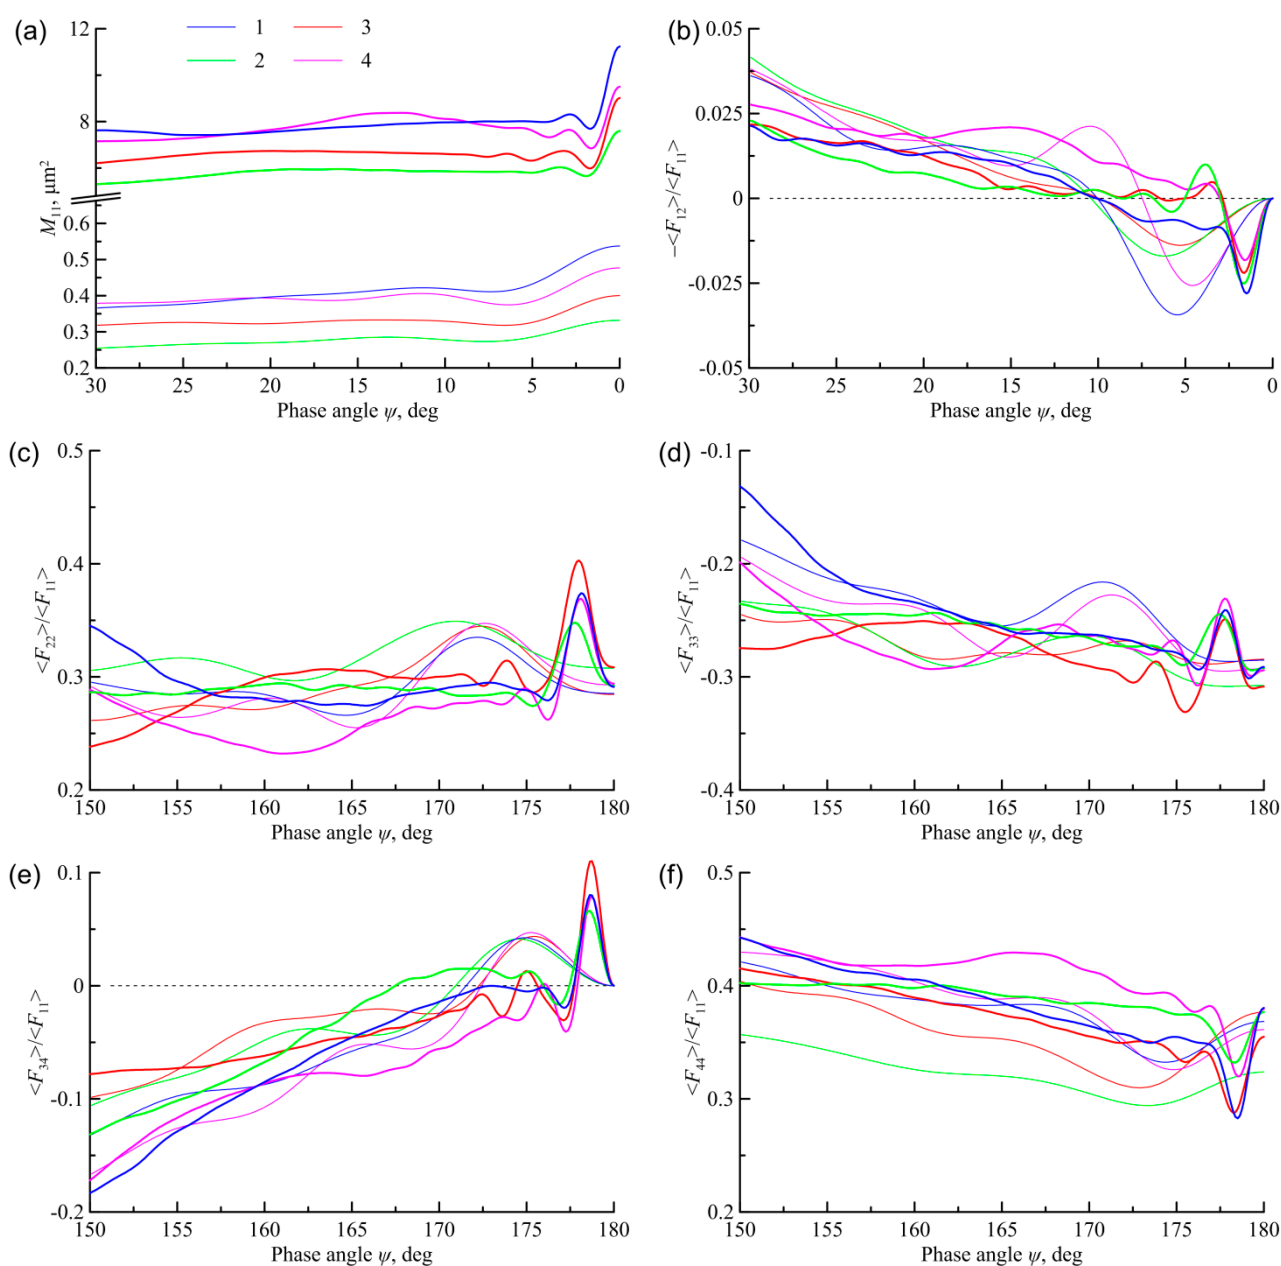 (a)
1 3
2 4
12
8
4
0.6
0.5
0.4
0.3
0.2
M11, μm2
30 25 20 15 10 5 0
Phase angle ψ, deg
(b)
0.05
0.025
0
-0.025
-0.05
–<F12>/<F11>
30 25 20 15 10 5 0
Phase angle ψ, deg
(c)
0.5
0.4
0.3
0.2
<F22>/<F11>
150 155 160 165 170 175 180
Phase angle ψ, deg
(d)
-0.1
-0.2
-0.3
-0.4
<F33>/<F11>
150 155 160 165 170 175 180
Phase angle ψ, deg
(e)
0.1
0
-0.1
-0.2
<F34>/<F11>
150 155 160 165 170 175 180
Phase angle ψ, deg
(f)
0.5
0.4
0.3
0.2
<F44>/<F11>
150 155 160 165 170 175 180
Phase angle ψ, deg